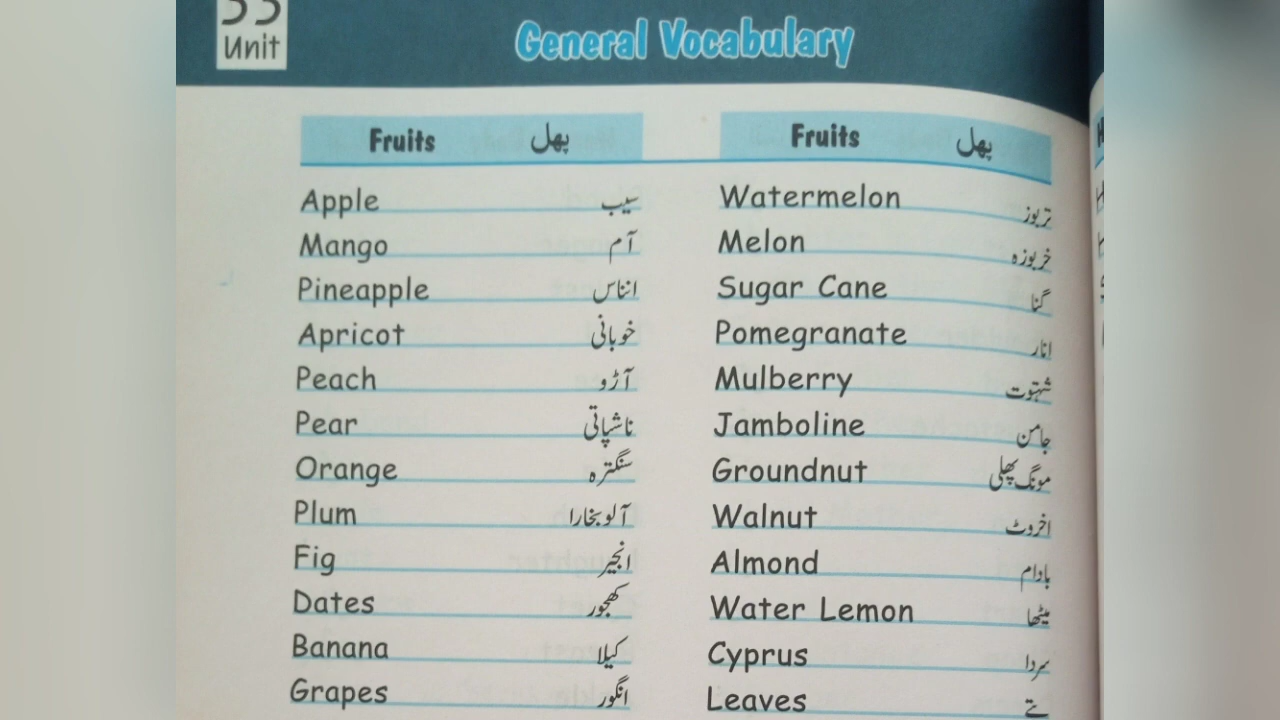 Unit
General Vocabulary
Fruits پھل
Apple سیب
Mango آم
Pineapple انناس
Apricot خوبانی
Peach آڑو
Pear ناشپاتی
Orange سنگترہ
Plum آلو بخارا
Fig انجیر
Dates کھجور
Banana کیلا
Grapes انگور
Fruits پھل
Watermelon تربوز
Melon خربوزہ
Sugar Cane گنا
Pomegranate انار
Mulberry شہتوت
Jamboline جامن
Groundnut مونگ پھلی
Walnut اخروٹ
Almond بادام
Water Lemon میٹھا
Cyprus سردا
Leaves پتے